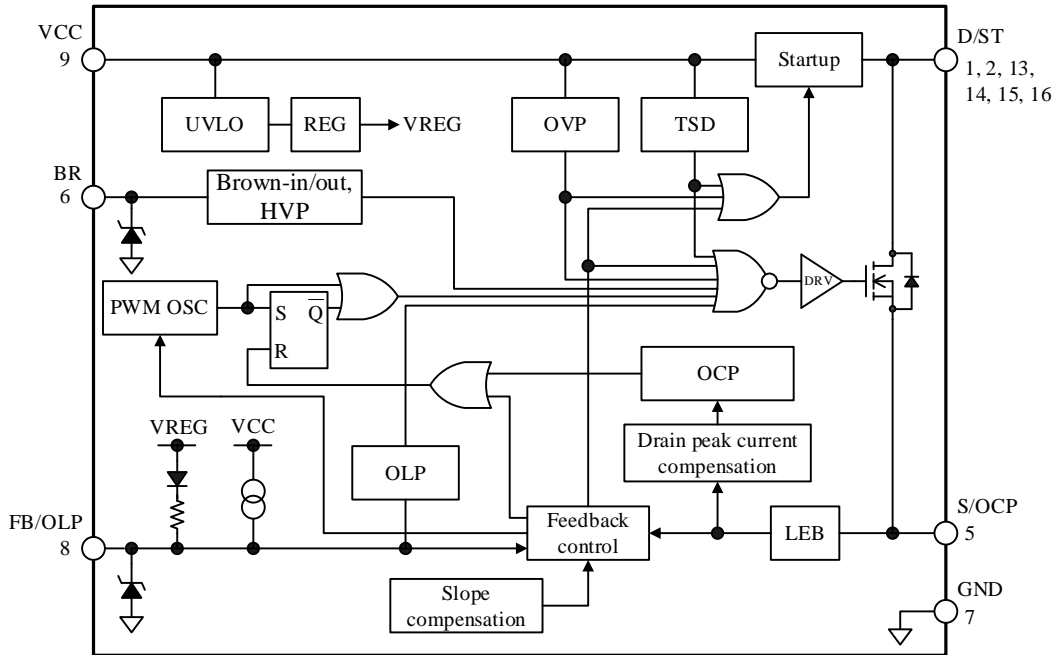 VCC
9
D/ST
1, 2, 13,
14, 15, 16
Startup
UVLO
REG
VREG
OVP
TSD
BR
6
Brown-in/out,
HVP
PWM OSC
S
Q
R
DRV
OCP
VREG
VCC
OLP
Drain peak current
compensation
FB/OLP
8
Feedback
control
LEB
S/OCP
5
Slope
compensation
GND
7